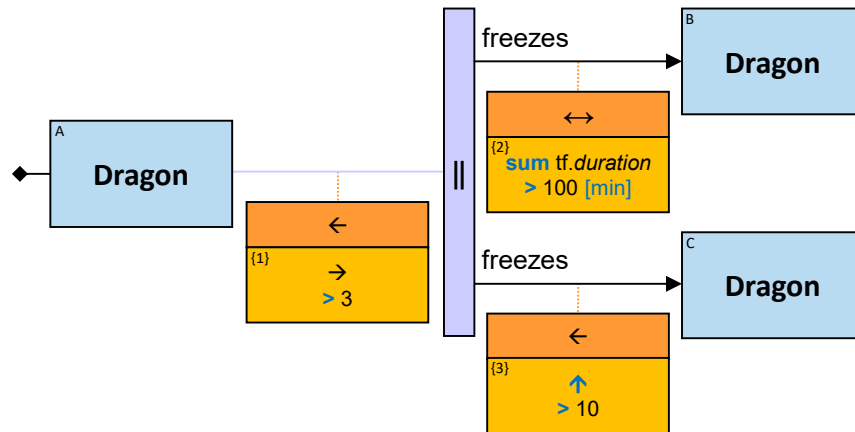 freezes
B
Dragon
A
Dragon
||
↔
{2}
sum tf.duration
> 100 [min]
←
{1}
→
> 3
freezes
C
Dragon
←
{3}
↑
> 10